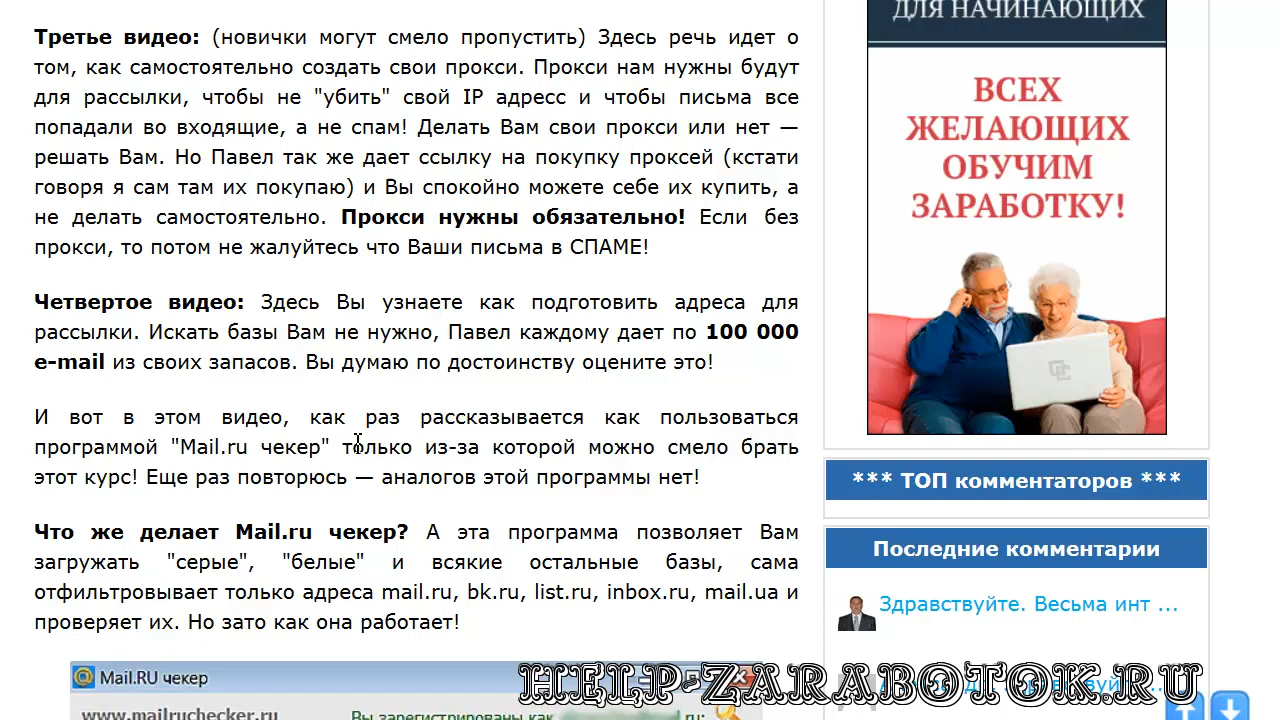 Третье видео: (новички могут смело пропустить) Здесь речь идет о
том, как самостоятельно создать свои прокси. Прокси нам нужны будут
для рассылки, чтобы не "убить" свой IP адресс и чтобы письма все
попадали во входящие, а не спам! Делать Вам свои прокси или нет —
решать Вам. Но Павел так же дает ссылку на покупку проксей (кстати
говоря я сам там их покупаю) и Вы спокойно можете себе их купить, а
не делать самостоятельно. Прокси нужны обязательно! Если без
прокси, то потом не жалуйтесь что Ваши письма в СПАМЕ!
Четвертое видео: Здесь Вы узнаете как подготовить адреса для
рассылки. Искать базы Вам не нужно, Павел каждому дает по 100 000
e-mail из своих запасов. Вы думаю по достоинству оцените это!
И вот в этом видео, как раз рассказывается как пользоваться
программой "Mail.ru чекер" только из-за которой можно смело брать
этот курс! Еще раз повторюсь — аналогов этой программы нет!
Что же делает Mail.ru чекер? А эта программа позволяет Вам
загружать "серые", "белые" и всякие остальные базы, сама
отфильтровывает только адреса mail.ru, bk.ru, list.ru, inbox.ru, mail.ua и
проверяет их. Но зато как она работает!
Mail.RU чекер
www.mailruchecker.ru
Вы зарегистрированы как
ru:
ДЛЯ НАЧИНАЮЩИХ
ВСЕХ
ЖЕЛАЮЩИХ
ОБУЧИМ
ЗАРАБОТКУ!
*** ТОП комментаторов ***
Последние комментарии
Здравствуйте. Весьма инт ...
HELP-ZARABOTOK.RU